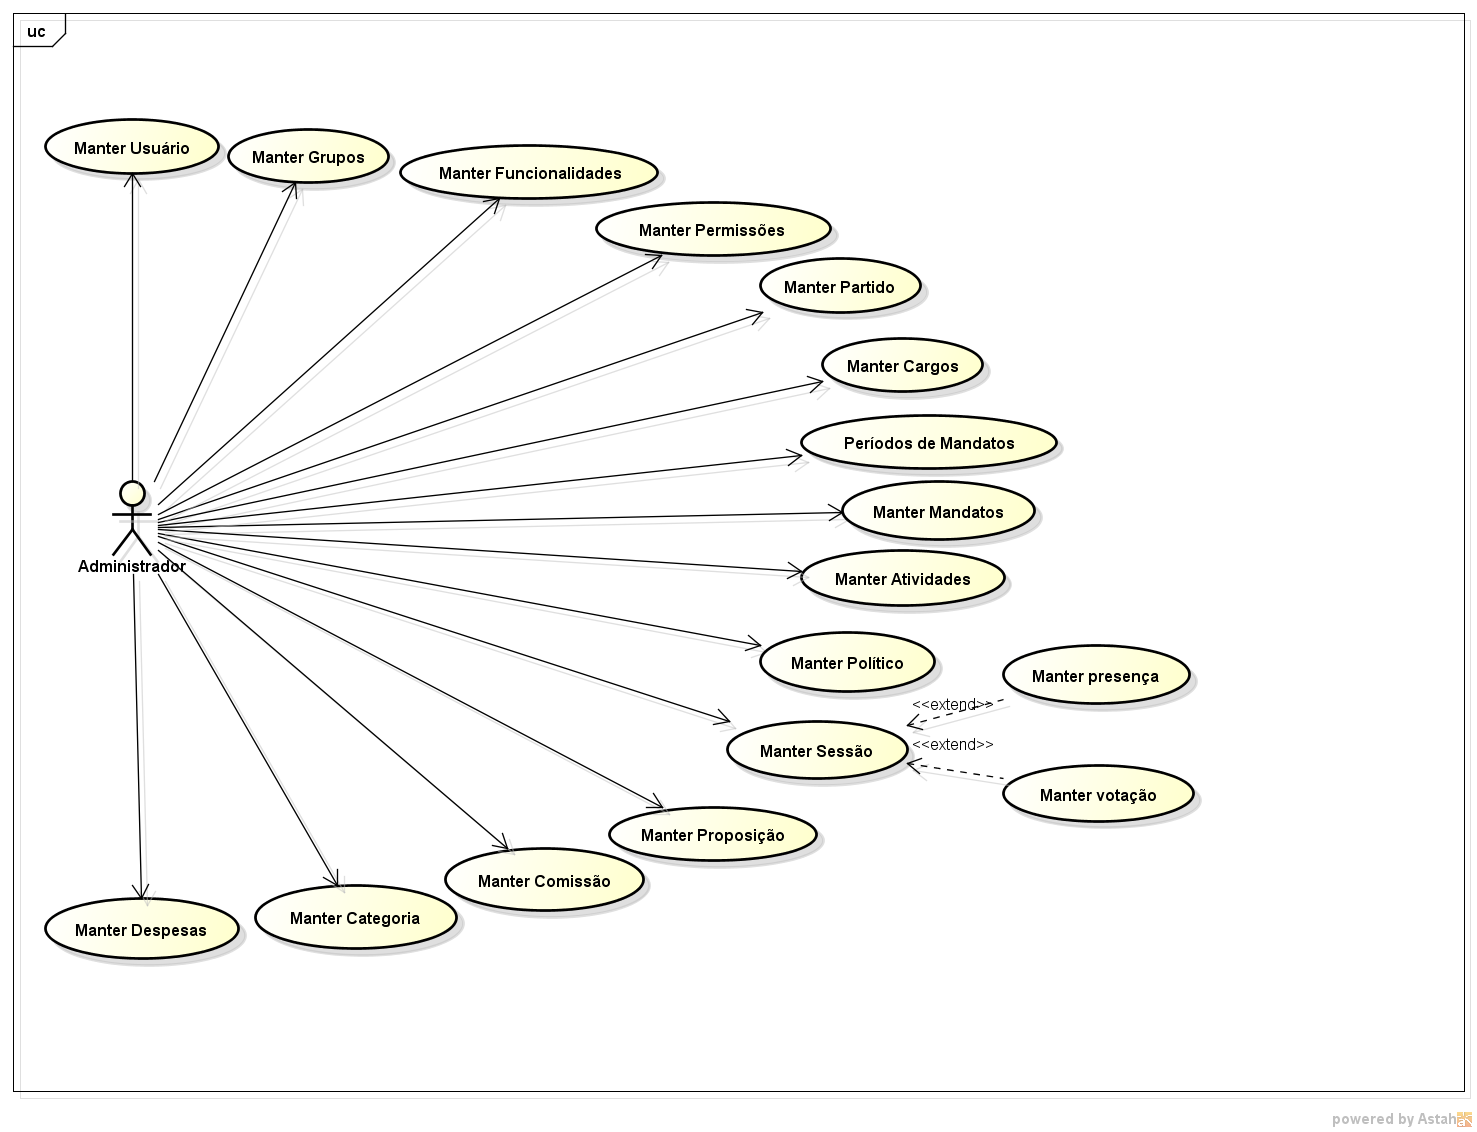 uc
Manter Usuário
Manter Grupos
Manter Funcionalidades
Manter Permissões
Manter Partido
Manter Cargos
Períodos de Mandatos
Manter Mandatos
Administrador
Manter Atividades
Manter Político
Manter presença
<<extend>>
<<extend>>
Manter Sessão
Manter votação
Manter Proposição
Manter Comissão
Manter Categoria
Manter Despesas
powered by Astah